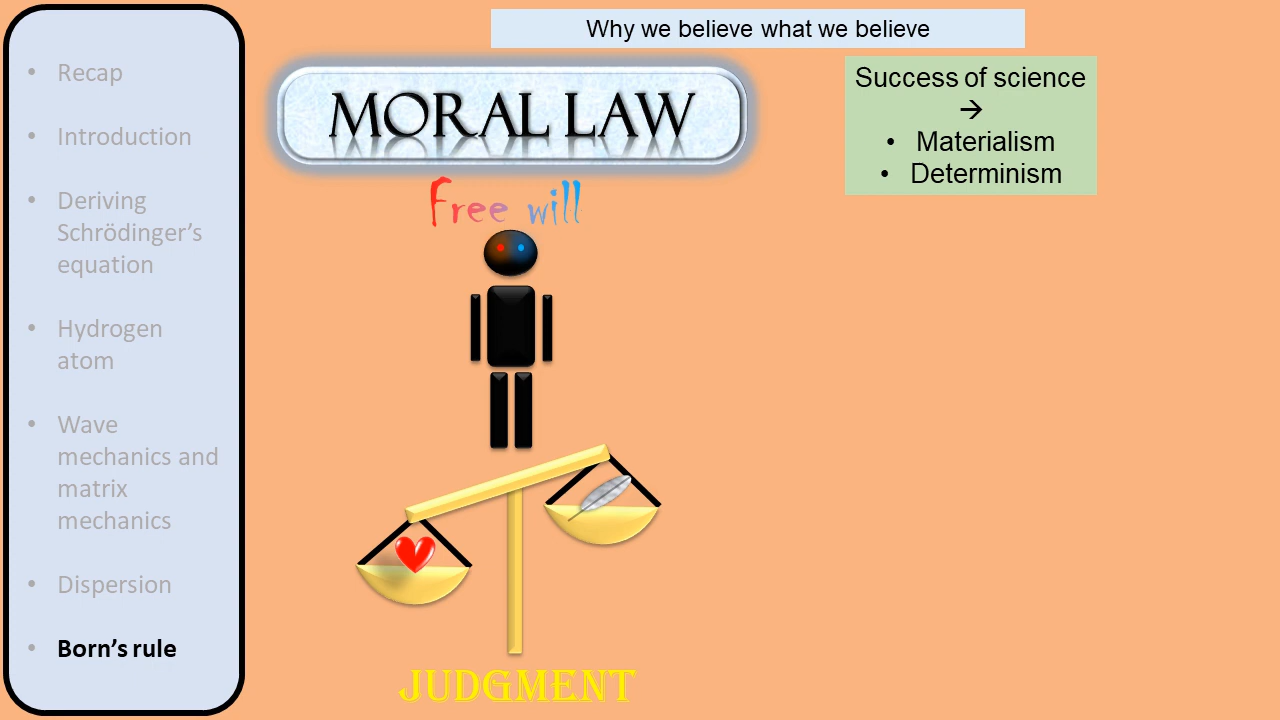 • Recap
• Introduction
• Deriving
Schrödinger's
equation
• Hydrogen
atom
• Wave
mechanics and
matrix
mechanics
• Dispersion
• Born's rule
Why we believe what we believe
MORAL LAW
Free will
JUDGMENT
Success of science
→
• Materialism
• Determinism